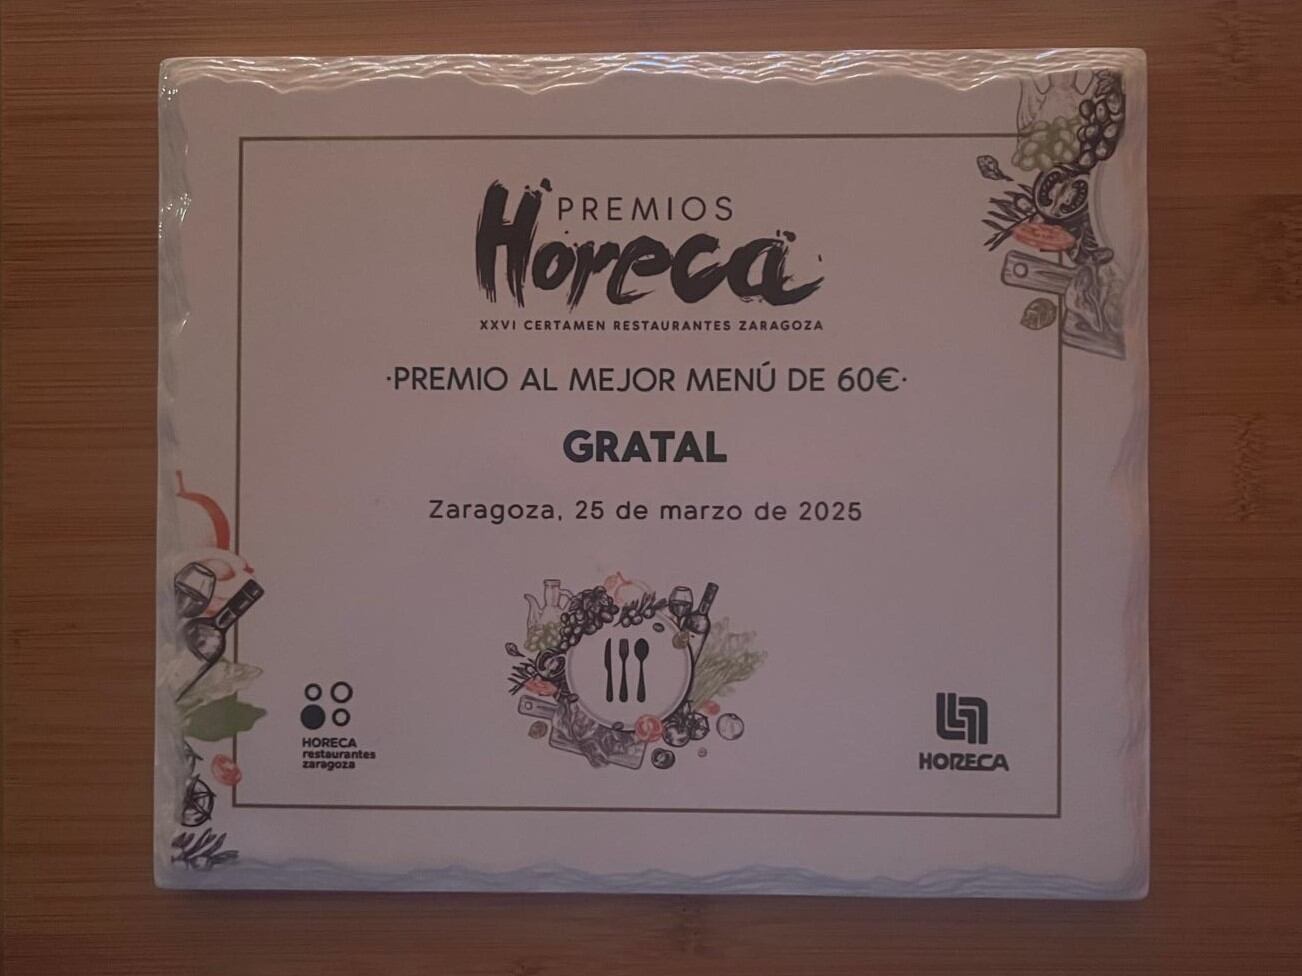 PREMIOS
Horeca
XXVI CERTAMEN RESTAURANTES ZARAGOZA
·PREMIO AL MEJOR MENÚ DE 60€·
GRATAL
Zaragoza, 25 de marzo de 2025
HORECA
restaurantes
zaragoza
HORECA